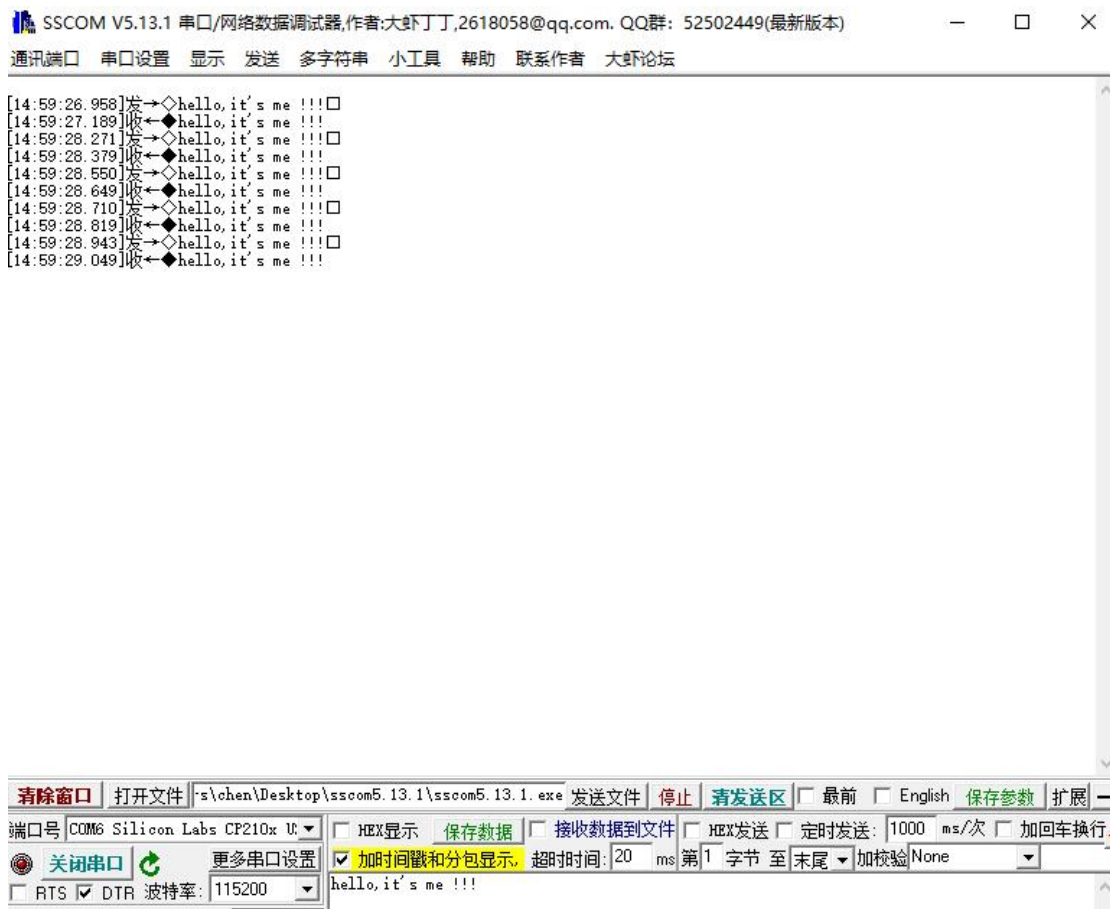 SSCOM V5.13.1 串口/网络数据调试器,作者:大虾丁丁,2618058@qq.com. QQ群: 52502449(最新版本)
通讯端口 串口设置 显示 发送 多字符串 小工具 帮助 联系作者 大虾论坛
[14:59:26.958]发→◇hello,it's me !!!□
[14:59:27.189]收←◆hello,it's me !!!
[14:59:28.271]发→◇hello,it's me !!!□
[14:59:28.379]收←◆hello,it's me !!!
[14:59:28.550]发→◇hello,it's me !!!□
[14:59:28.649]收←◆hello,it's me !!!
[14:59:28.710]发→◇hello,it's me !!!□
[14:59:28.819]收←◆hello,it's me !!!
[14:59:28.943]发→◇hello,it's me !!!□
[14:59:29.049]收←◆hello,it's me !!!
清除窗口 打开文件 s\chen\Desktop\sscom5.13.1\sscom5.13.1.exe 发送文件 停止 清发送区 最前 English 保存参数 扩展
端口号 COM6 Silicon Labs CP210x HEX显示 保存数据 接收数据到文件 HEX发送 定时发送: 1000 ms/次 加回车换行
关闭串口 更多串口设置 加时间戳和分包显示, 超时时间: 20 ms 第 1 字节 至 末尾 加校验 None
RTS DTR 波特率: 115200 hello,it's me !!!